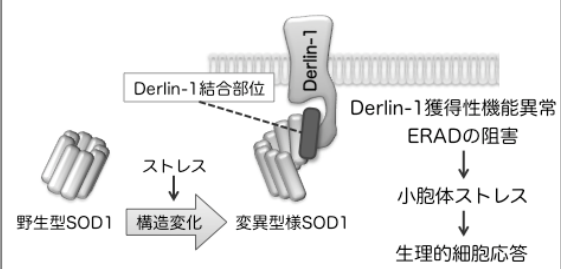 Derlin-1
Derlin-1結合部位
Derlin-1獲得性機能異常
ERADの阻害
ストレス
小胞体ストレス
野生型SOD1
構造変化
変異型様SOD1
生理的細胞応答